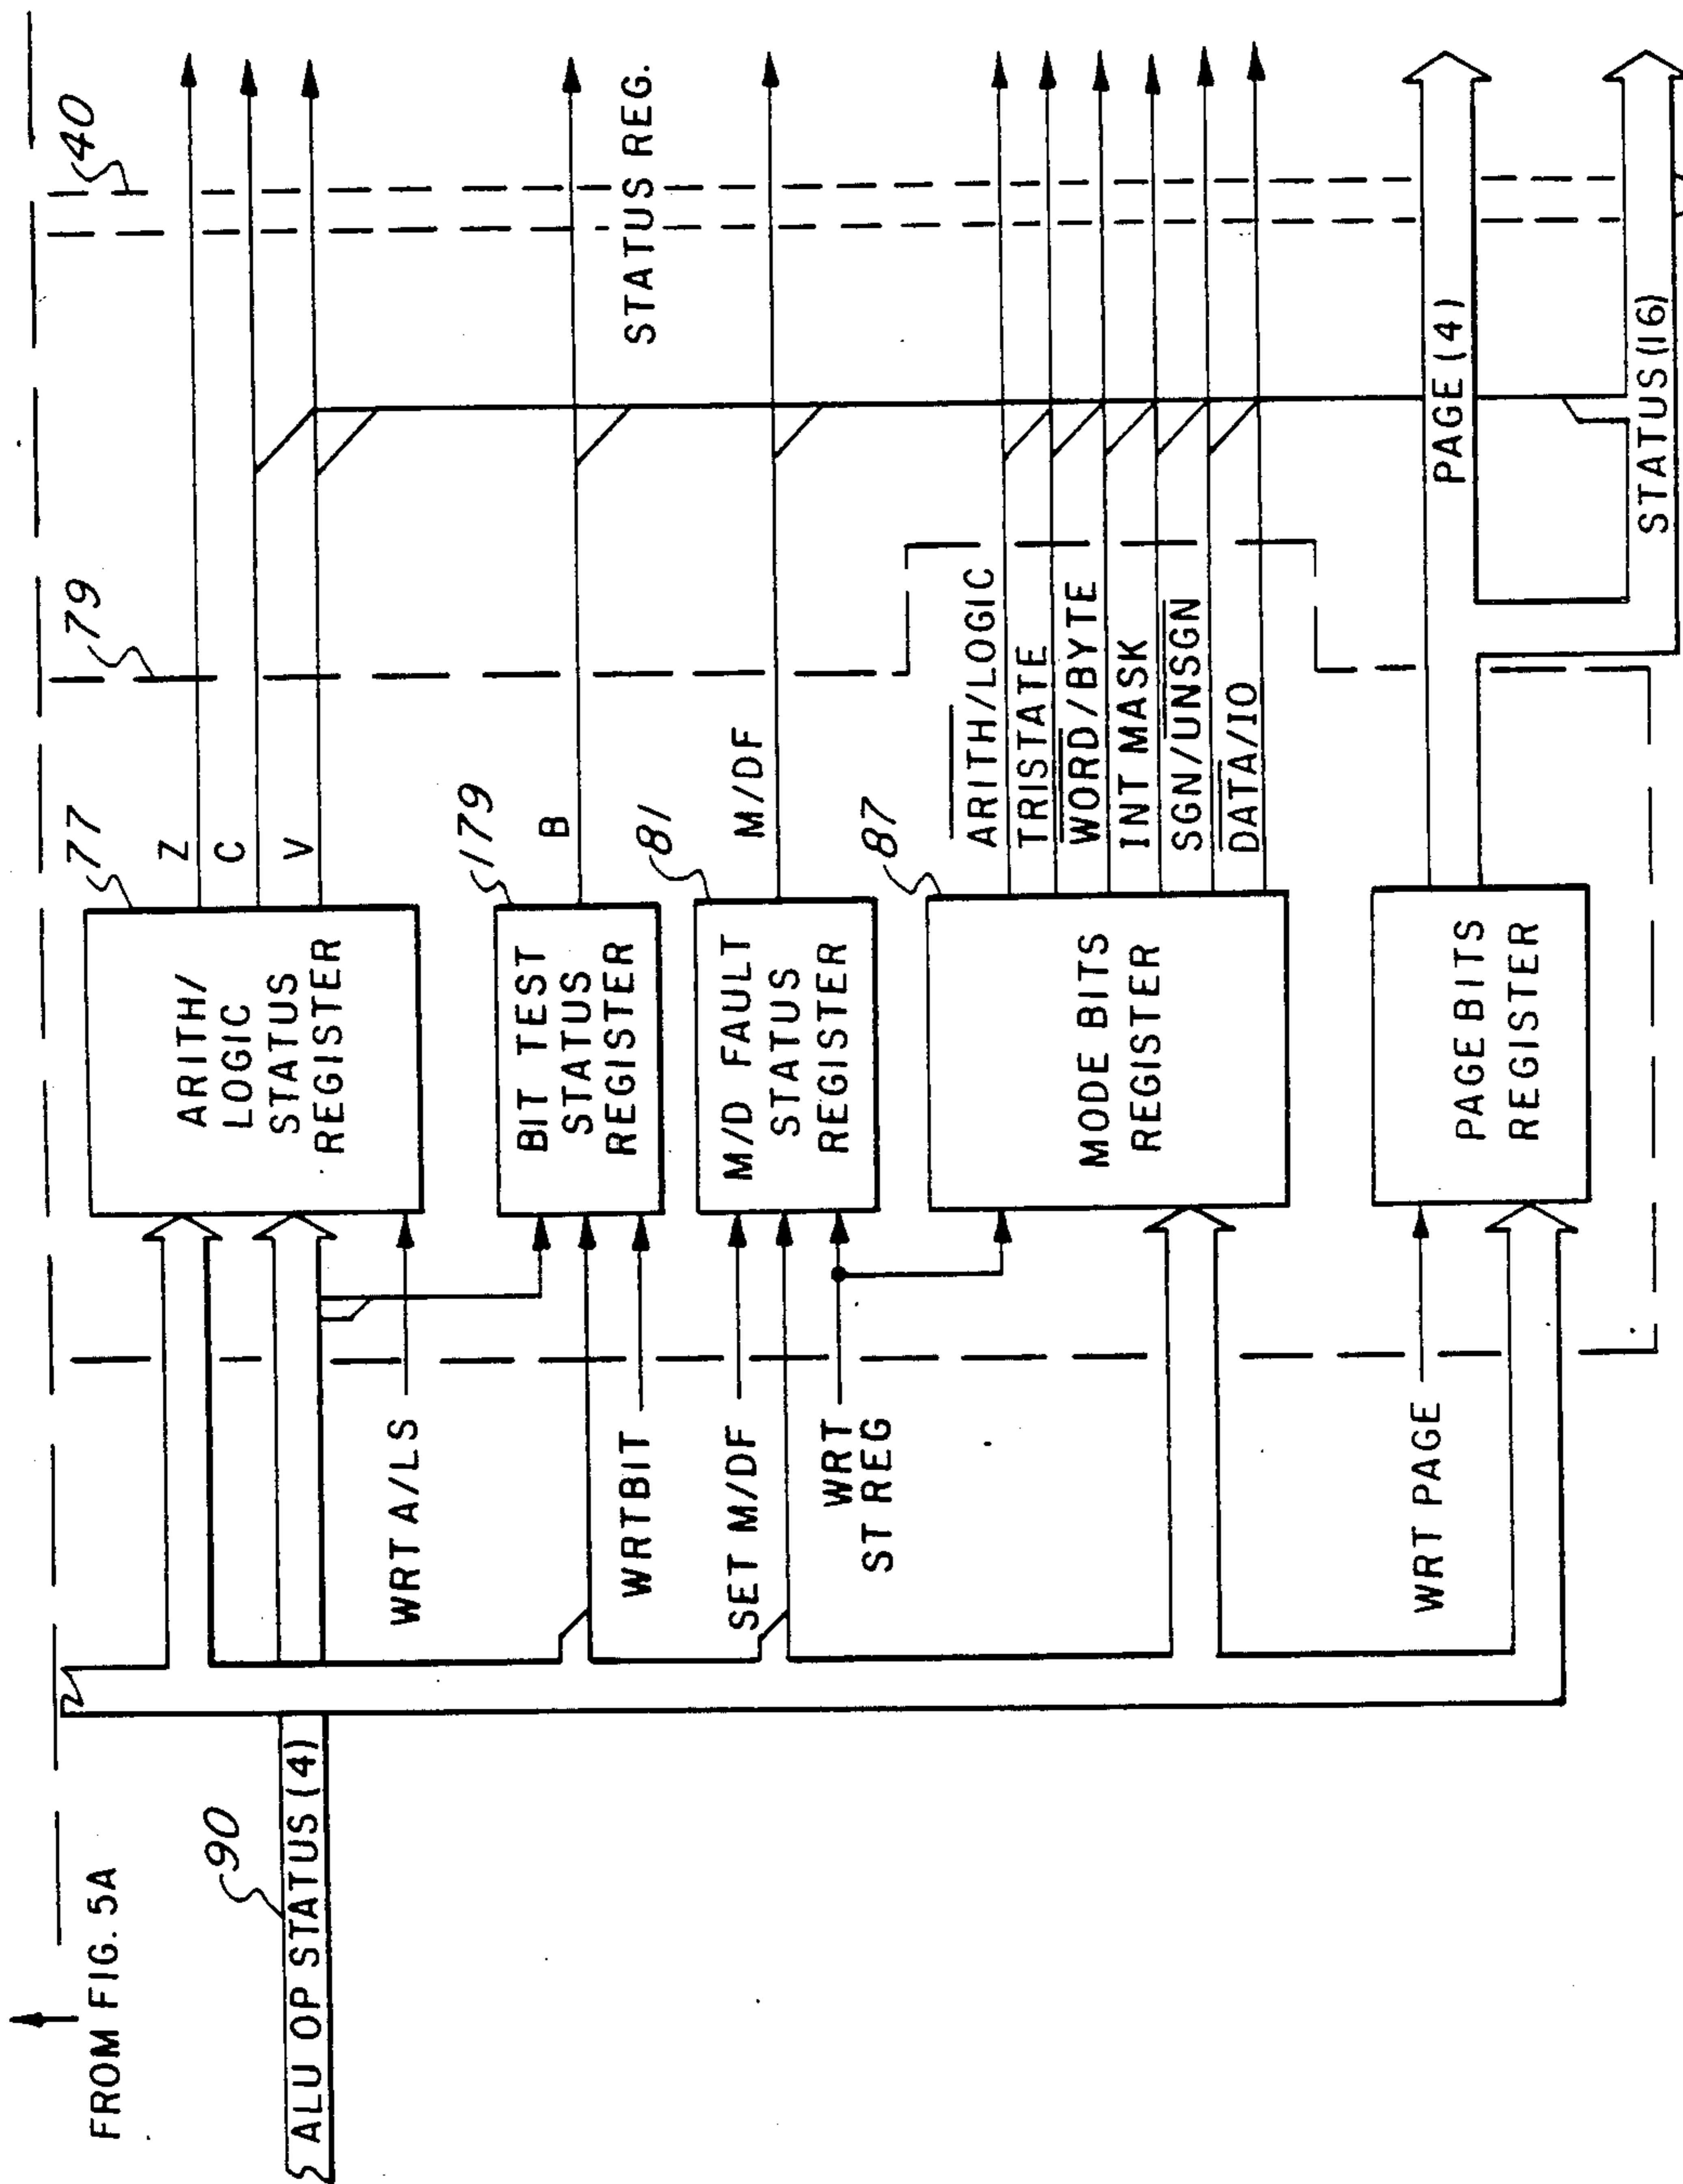 FROM FIG. 5A
90
ALU OP STATUS (4)
WRT A/LS
WRTBIT
SET M/DF
WRT
ST REG
WRT PAGE
77
ARITH/
LOGIC
STATUS
REGISTER
Z
C
V
179
BIT TEST
STATUS
REGISTER
B
81
M/D FAULT
STATUS
REGISTER
M/DF
87
MODE BITS
REGISTER
ARITH/LOGIC
TRISTATE
WORD/BYTE
INT MASK
SGN/UNSGN
DATA/IO
PAGE BITS
REGISTER
79
40
STATUS REG.
PAGE (4)
STATUS (16)